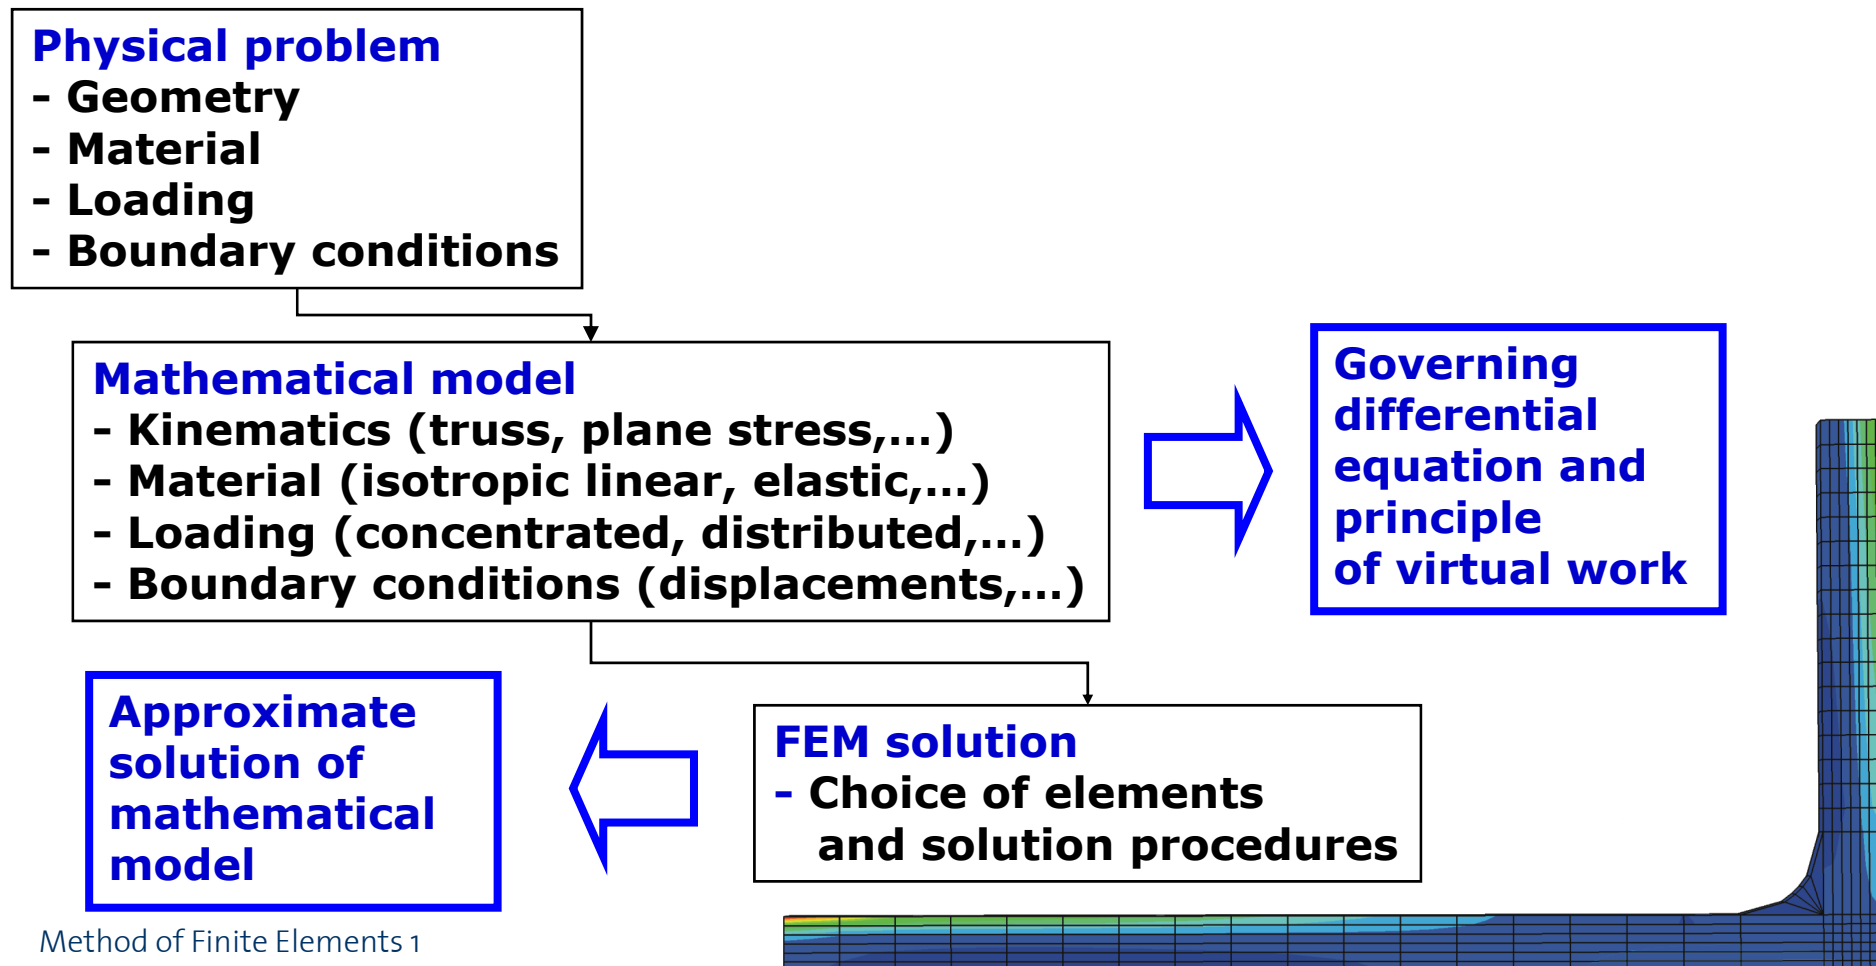 Physical problem
- Geometry
- Material
- Loading
- Boundary conditions
Mathematical model
- Kinematics (truss, plane stress,...)
- Material (isotropic linear, elastic,...)
- Loading (concentrated, distributed,...)
- Boundary conditions (displacements,...)
Governing
differential
equation and
principle
of virtual work
FEM solution
- Choice of elements
and solution procedures
Approximate
solution of
mathematical
model
Method of Finite Elements 1